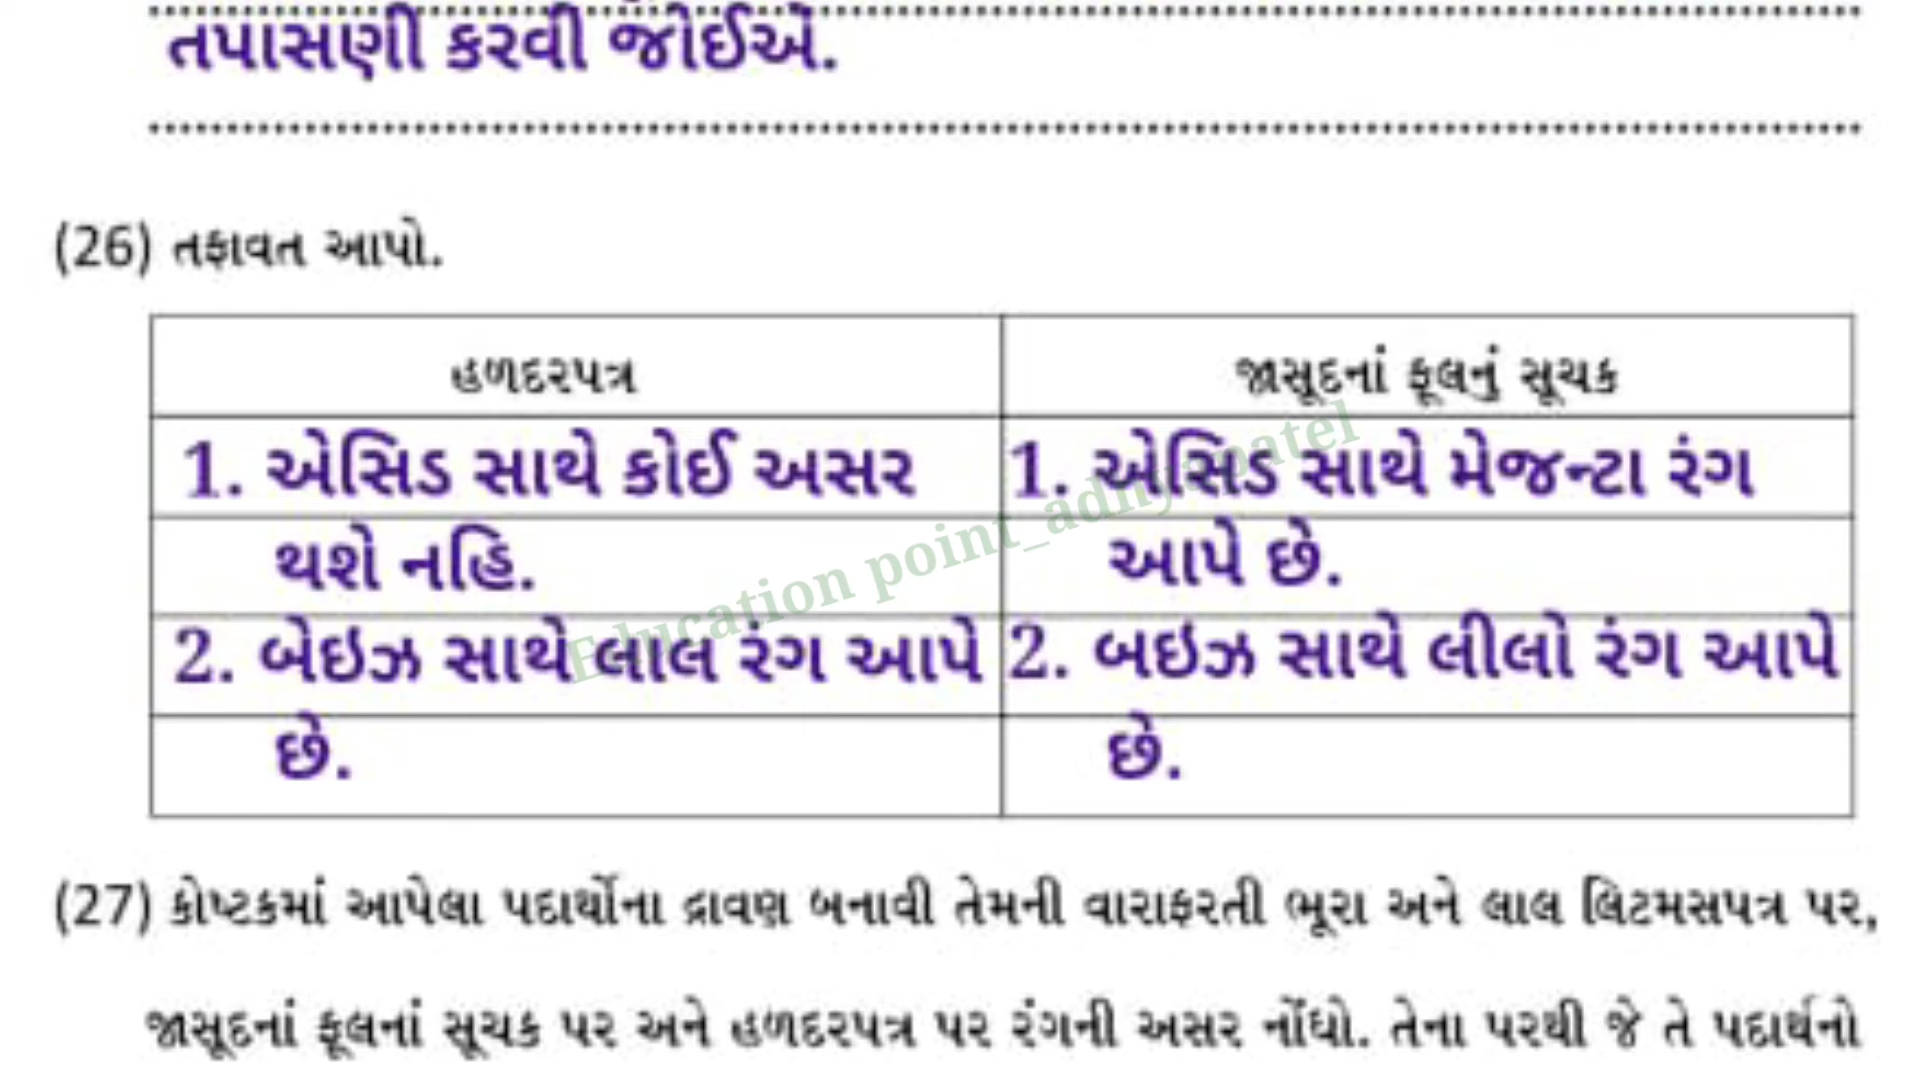 તપાસણી કરવી જોઈએ.
(26) તફાવત આપો.
હળદરપત્ર
જાસૂદનાં ફૂલનું સૂચક
1. એસિડ સાથે કોઈ અસર
1. એસિડ સાથે મેજન્ટા રંગ
થશે નહિ.
આપે છે.
2. બેઇઝ સાથે લાલ રંગ આપે
2. બઇઝ સાથે લીલો રંગ આપે
છે.
છે.
Education point_adhyapatel
(27) કોષ્ટકમાં આપેલા પદાર્થોના દ્રાવણ બનાવી તેમની વારાફરતી ભૂરા અને લાલ લિટમસપત્ર પર,
જાસૂદનાં ફૂલનાં સૂચક પર અને હળદરપત્ર પર રંગની અસર નોંધો. તેના પરથી જે તે પદાર્થનો